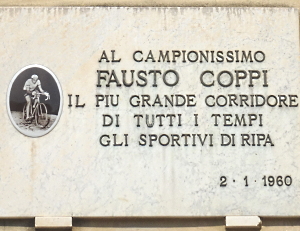 AL CAMPIONISSIMO
FAUSTO COPPI
IL PIU GRANDE CORRIDORE
DI TUTTI I TEMPI
GLI SPORTIVI DI RIPA
2·1·1960